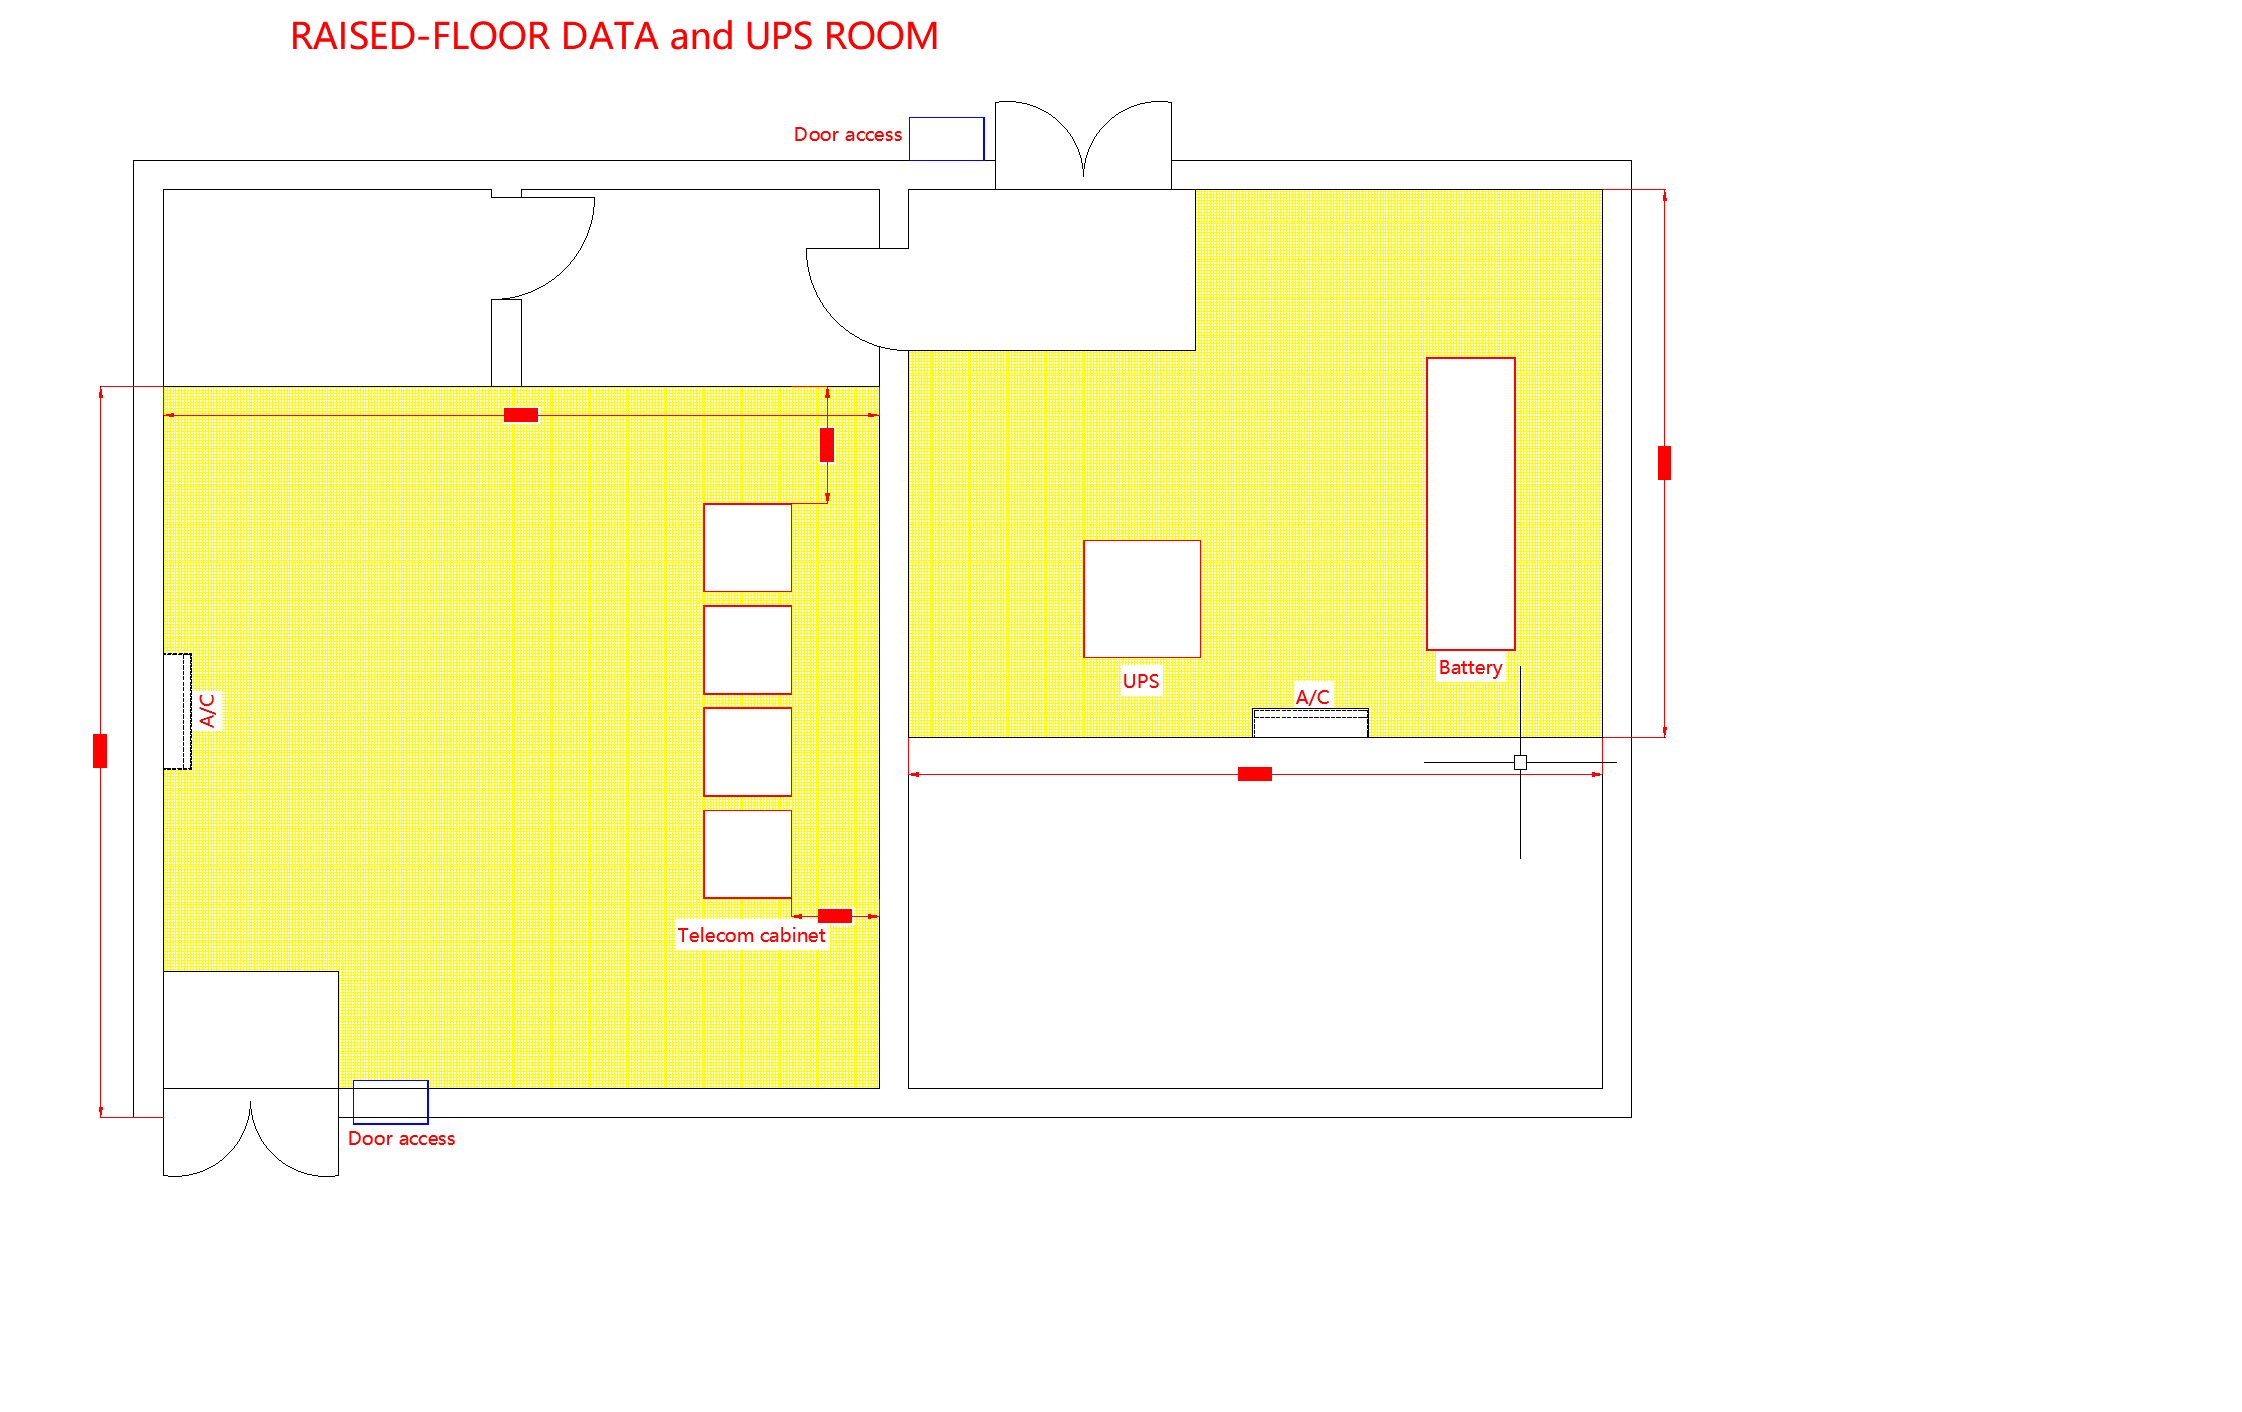 RAISED-FLOOR DATA and UPS ROOM
Door access
A/C
UPS
A/C
Battery
Telecom cabinet
Door access